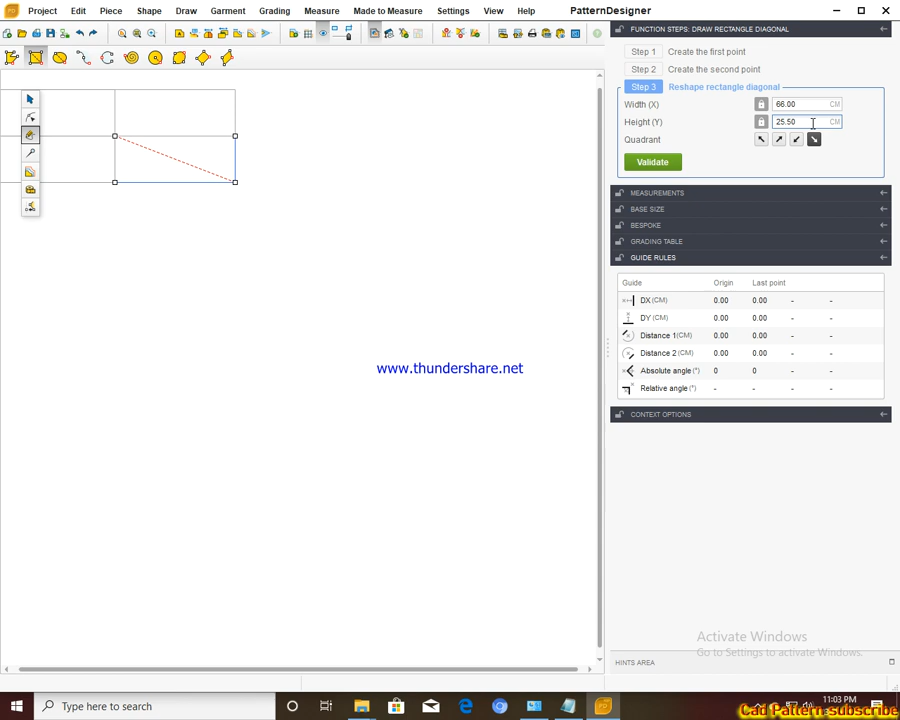 Project Edit Piece Shape Draw Garment Grading Measure Made to Measure Settings View Help PatternDesigner
FUNCTION STEPS: DRAW RECTANGLE DIAGONAL
Step 1 Create the first point
Step 2 Create the second point
Step 3 Reshape rectangle diagonal
Width (X) 66.00 CM
Height (Y) 25.50 CM
Quadrant
Validate
MEASUREMENTS
BASE SIZE
BESPOKE
GRADING TABLE
GUIDE RULES
Guide Origin Last point
DX (CM) 0.00 0.00 - -
DY (CM) 0.00 0.00 - -
Distance 1(CM) 0.00 0.00 - -
Distance 2 (CM) 0.00 0.00 - -
Absolute angle (°) 0 0 - -
Relative angle (°) - - - -
www.thundershare.net
CONTEXT OPTIONS
Activate Windows
Go to Settings to activate Windows.
HINTS AREA
Type here to search
11:03 PM
Cad Pattern subscribe